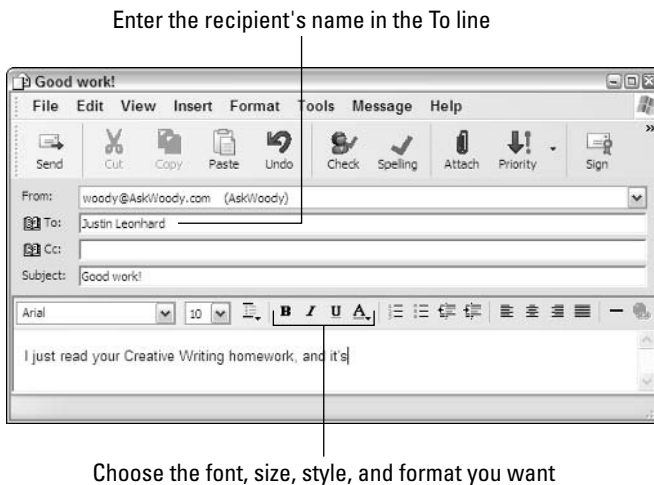 Enter the recipient's name in the To line
Good work!
File Edit View Insert Format Tools Message Help
Send Cut Copy Paste Undo Check Spelling Attach Priority Sign »
From: woody@AskWoody.com (AskWoody)
To: Justin Leonhard
Cc:
Subject: Good work!
Arial 10 B I U A
I just read your Creative Writing homework, and it's
Choose the font, size, style, and format you want